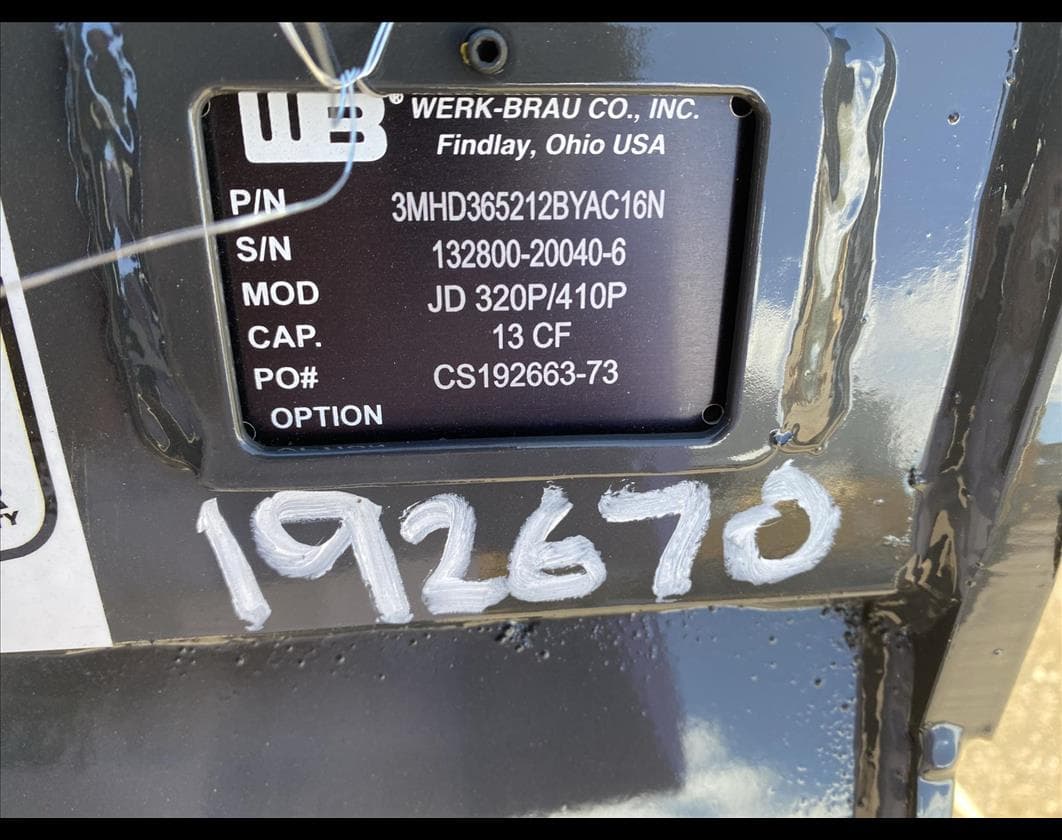 WB® WERK-BRAU CO., INC.
Findlay, Ohio USA
P/N 3MHD365212BYAC16N
S/N 132800-20040-6
MOD JD 320P/410P
CAP. 13 CF
PO# CS192663-73
OPTION
192670